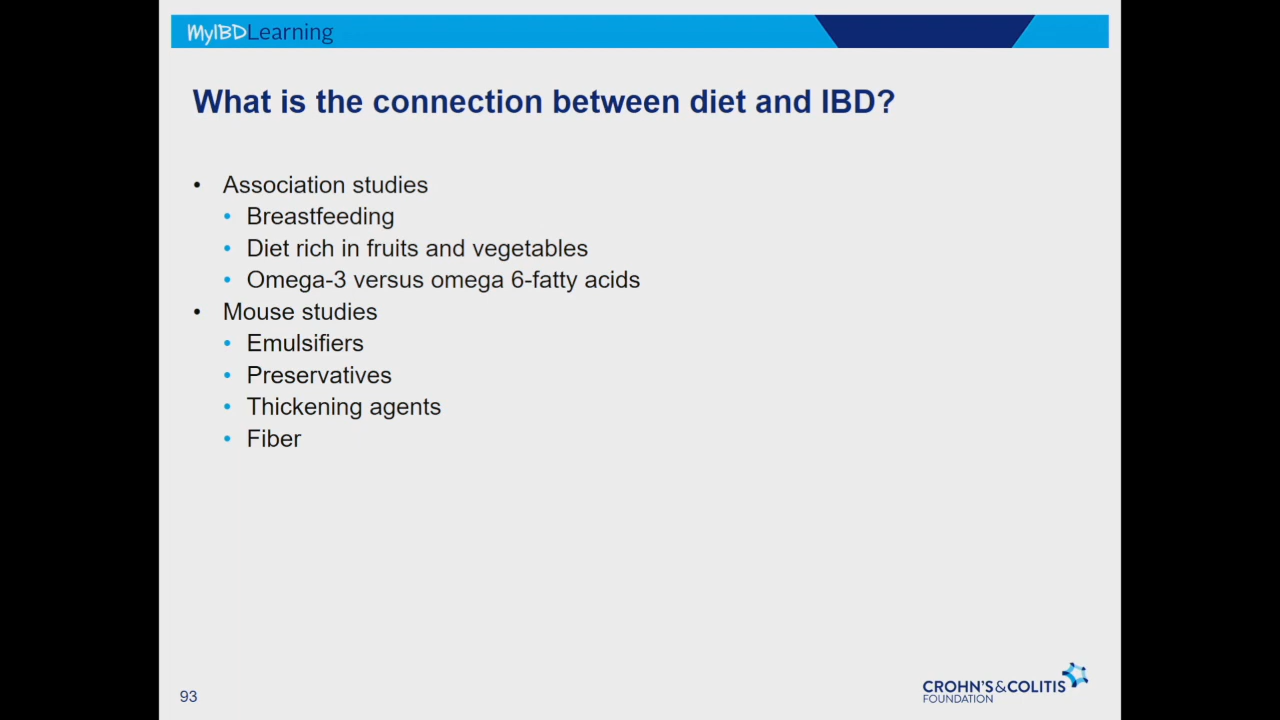 MyIBDLearning
What is the connection between diet and IBD?
• Association studies
• Breastfeeding
• Diet rich in fruits and vegetables
• Omega-3 versus omega 6-fatty acids
• Mouse studies
• Emulsifiers
• Preservatives
• Thickening agents
• Fiber
93
CROHN'S&COLITIS
FOUNDATION